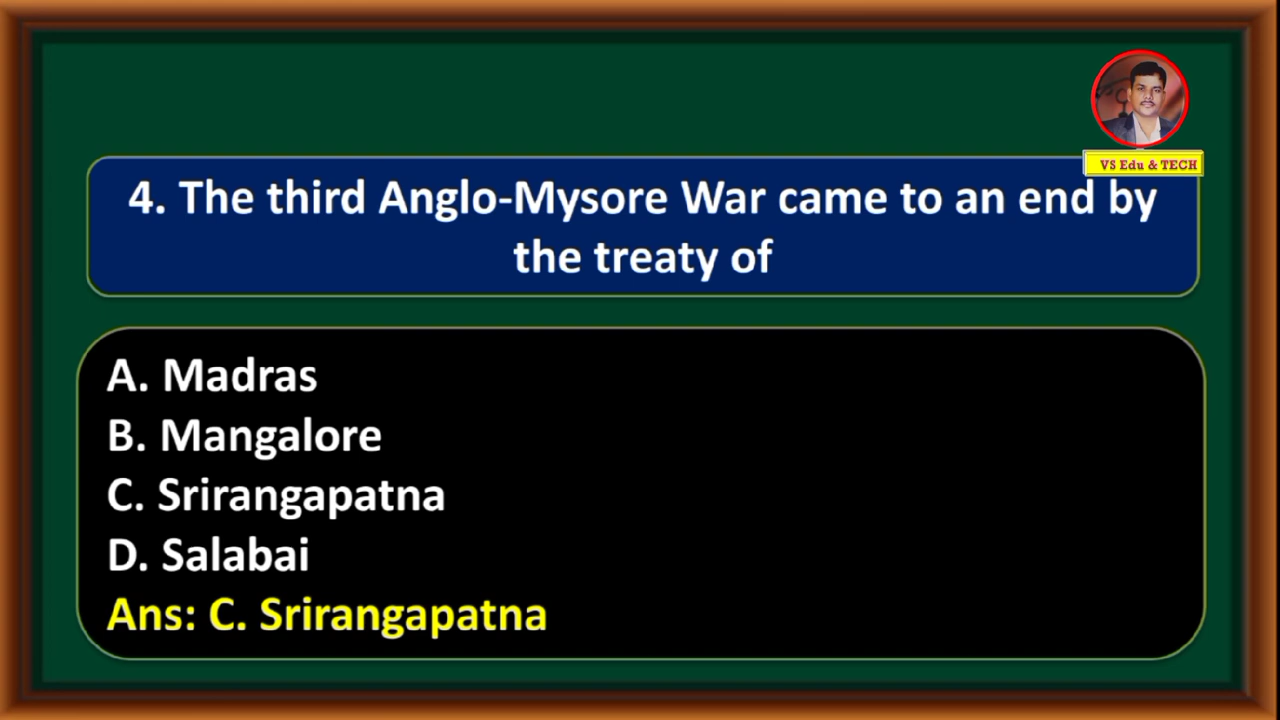 VS Edu & TECH
4. The third Anglo-Mysore War came to an end by
the treaty of
A. Madras
B. Mangalore
C. Srirangapatna
D. Salabai
Ans: C. Srirangapatna